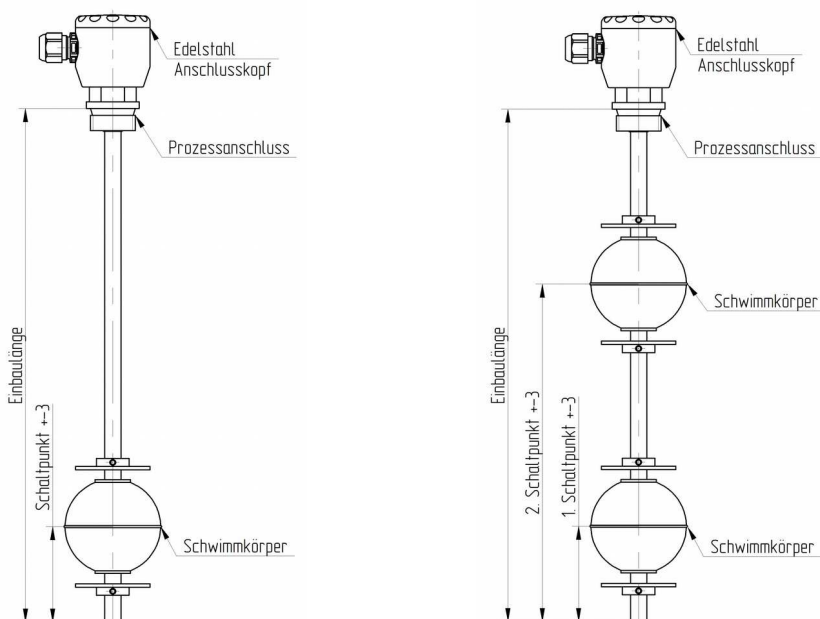 Edelstahl
Anschlusskopf
Prozessanschluss
Einbaulänge
Schaltpunkt +-3
Schwimmkörper
Edelstahl
Anschlusskopf
Prozessanschluss
Schwimmkörper
Einbaulänge
2. Schaltpunkt +-3
1. Schaltpunkt +-3
Schwimmkörper